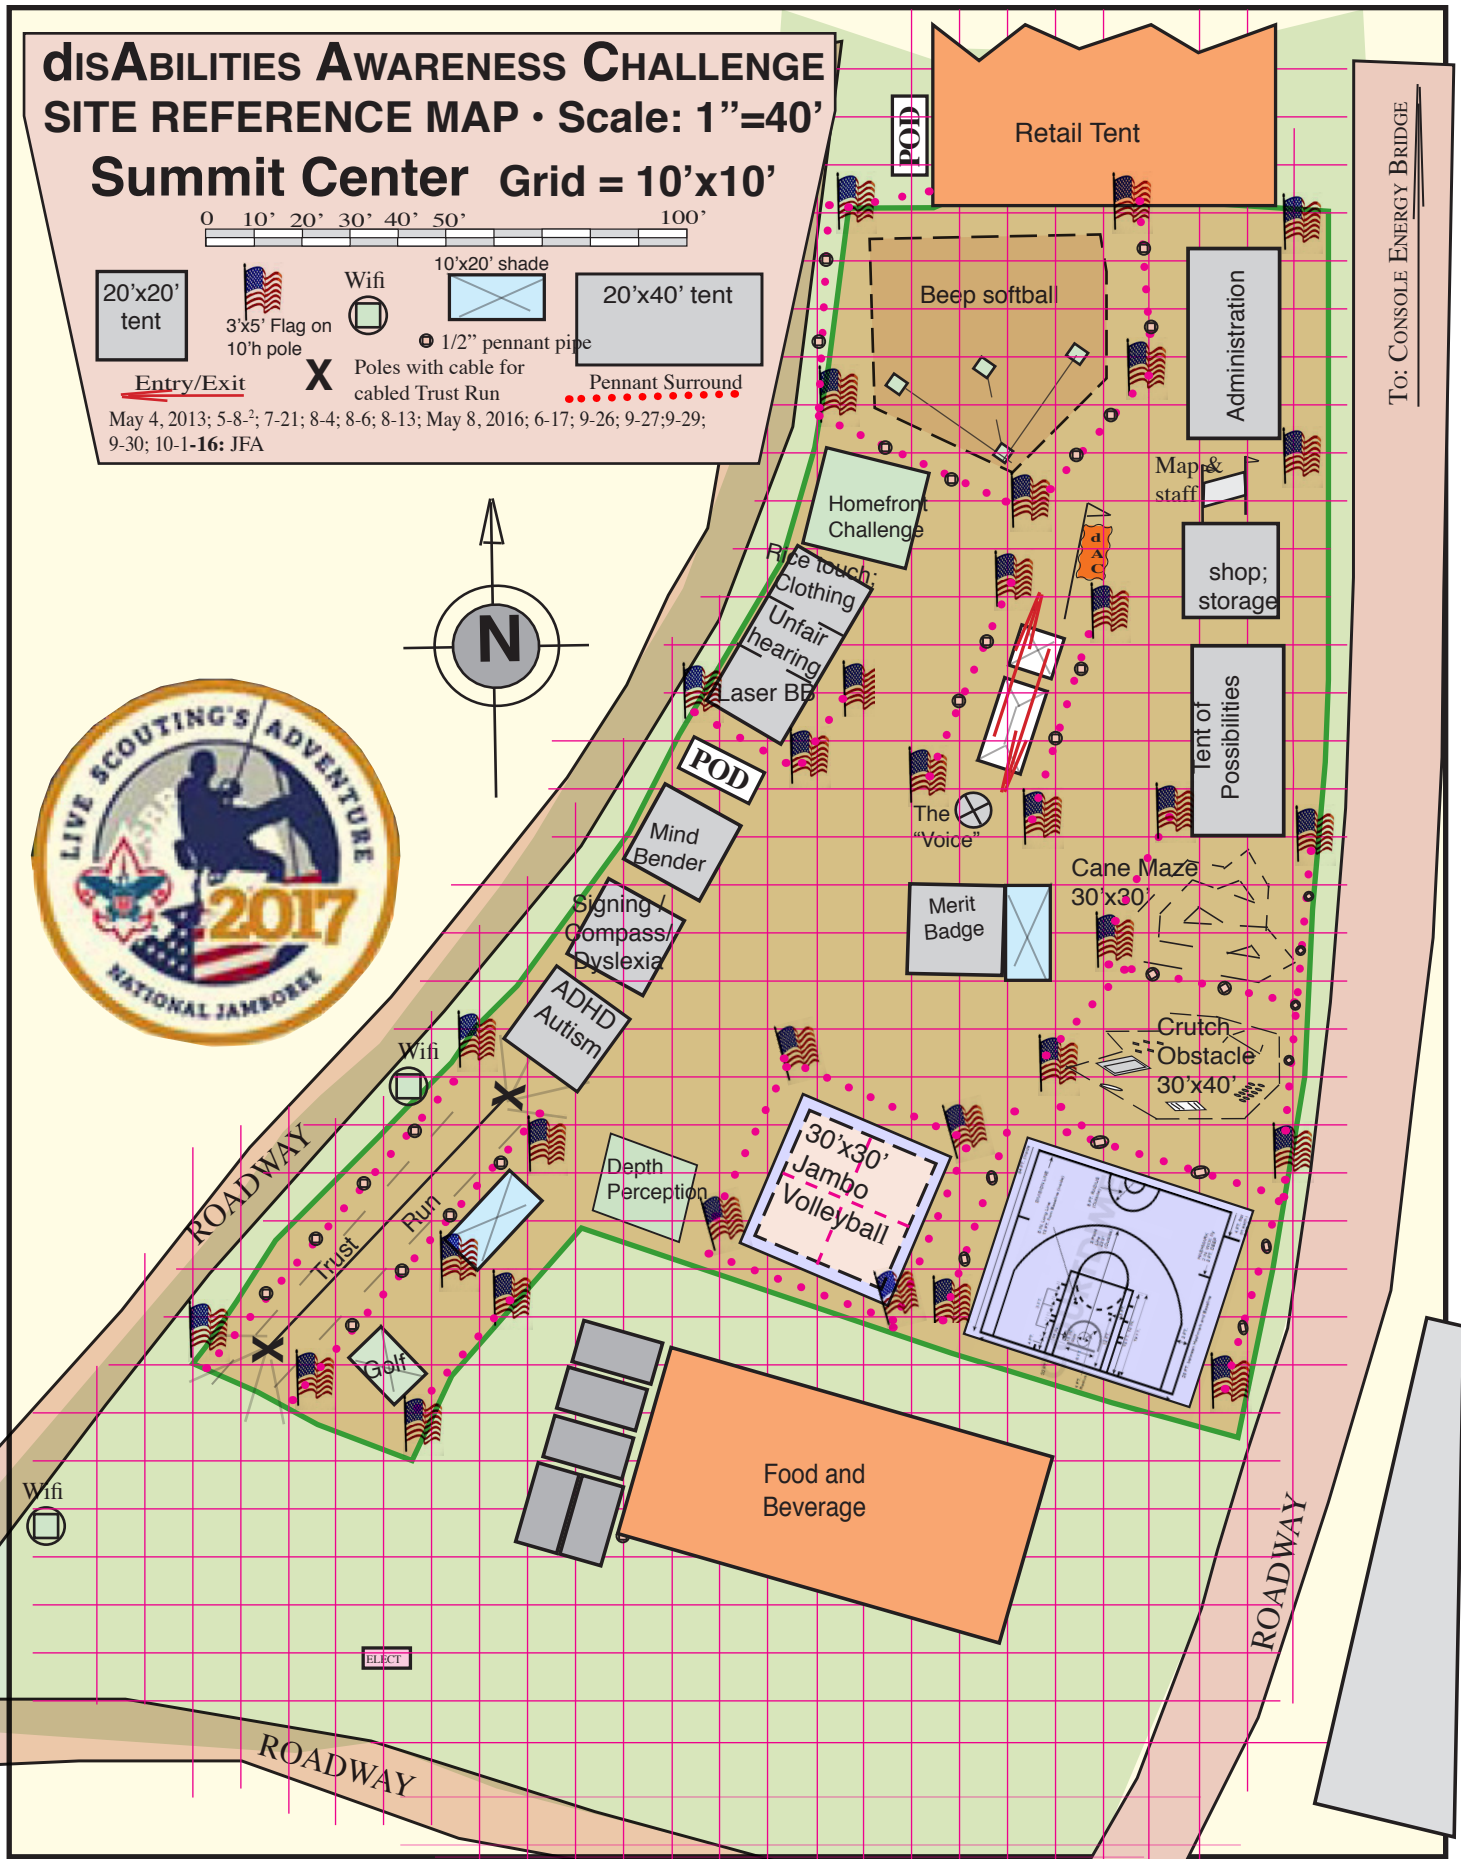 disABILITIES AWARENESS CHALLENGE
SITE REFERENCE MAP • Scale: 1”=40’
Summit Center Grid = 10’x10’
0 10’ 20’ 30’ 40’ 50’ 100’
20’x20’
tent
3’x5’ Flag on
10’h pole
Wifi
10’x20’ shade
1/2” pennant pipe
20’x40’ tent
Entry/Exit
X
Poles with cable for
cabled Trust Run
Pennant Surround
May 4, 2013; 5-8-²; 7-21; 8-4; 8-6; 8-13; May 8, 2016; 6-17; 9-26; 9-27;9-29;
9-30; 10-1-16: JFA
POD
Retail Tent
TO: CONSOLE ENERGY BRIDGE
Beep softball
Administration
Map &
staff
Homefront
Challenge
dAC
shop;
storage
Rice touch;
Clothing
Unfair
hearing
Laser BB
N
Tent of
Possibilities
POD
LIVE SCOUTING'S ADVENTURE
2017
NATIONAL JAMBOREE
The
“Voice”
Mind
Bender
Cane Maze
30’x30’
Merit
Badge
Signing /
Compass/
Dyslexia
ADHD
Autism
Crutch
Obstacle
30’x40’
Wifi
X
ROADWAY
Trust Run
Depth
Perception
30’x30’
Jambo
Volleyball
X
Golf
Food and
Beverage
Wifi
ROADWAY
ELECT
ROADWAY